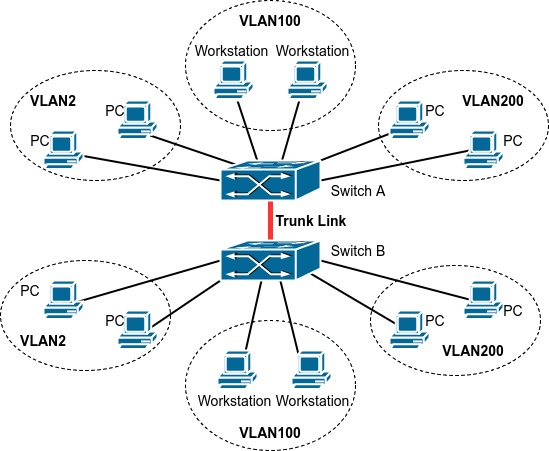 VLAN100
Workstation Workstation
VLAN2
PC
PC
VLAN200
PC
PC
Switch A
Trunk Link
Switch B
PC
PC
VLAN2
PC
PC
VLAN200
Workstation Workstation
VLAN100